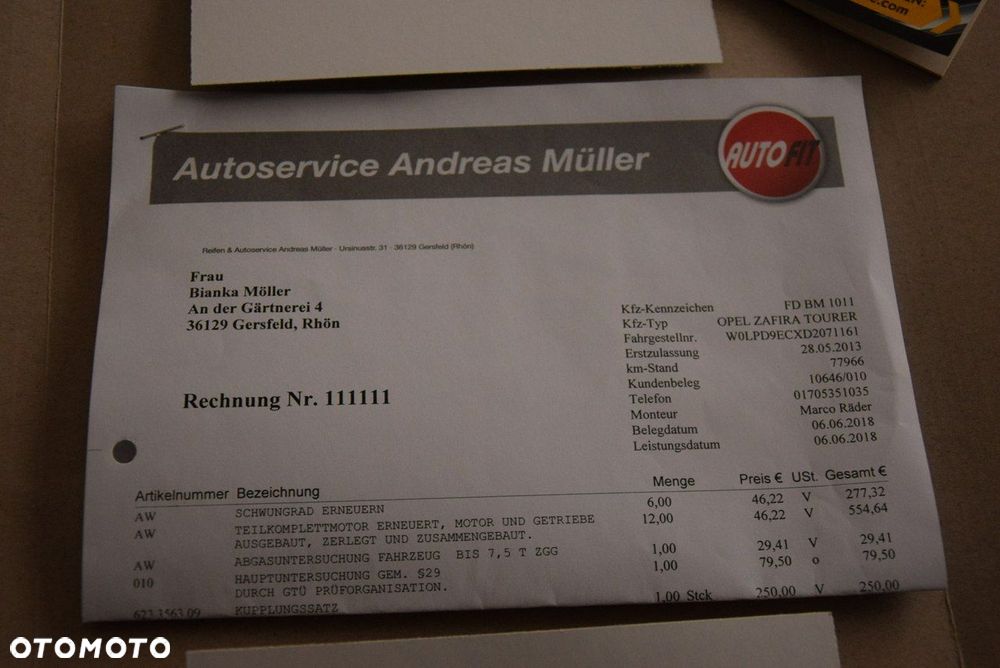 EN:
e.com
Autoservice Andreas Müller
AUTOFIT
Reifen & Autoservice Andreas Müller · Ursinusstr. 31 · 36129 Gersfeld (Rhön)
Frau
Bianka Möller
An der Gärtnerei 4
36129 Gersfeld, Rhön
Kfz-Kennzeichen FD BM 1011
Kfz-Typ OPEL ZAFIRA TOURER
Fahrgestellnr. W0LPD9ECXD2071161
Erstzulassung 28.05.2013
km-Stand 77966
Kundenbeleg 10646/010
Telefon 01705351035
Monteur Marco Räder
Belegdatum 06.06.2018
Leistungsdatum 06.06.2018
Rechnung Nr. 111111
Artikelnummer Bezeichnung Menge Preis € USt. Gesamt €
AW SCHWUNGRAD ERNEUERN 6,00 46,22 V 277,32
AW TEILKOMPLETTMOTOR ERNEUERT, MOTOR UND GETRIEBE 12,00 46,22 V 554,64
AUSGEBAUT, ZERLEGT UND ZUSAMMENGEBAUT.
AW ABGASUNTERSUCHUNG FAHRZEUG BIS 7,5 T ZGG 1,00 29,41 V 29,41
010 HAUPTUNTERSUCHUNG GEM. §29 1,00 79,50 o 79,50
DURCH GTÜ PRÜFORGANISATION.
623 3563 09 KUPPLUNGSSATZ 1,00 Stck 250,00 V 250,00
OTOMOTO